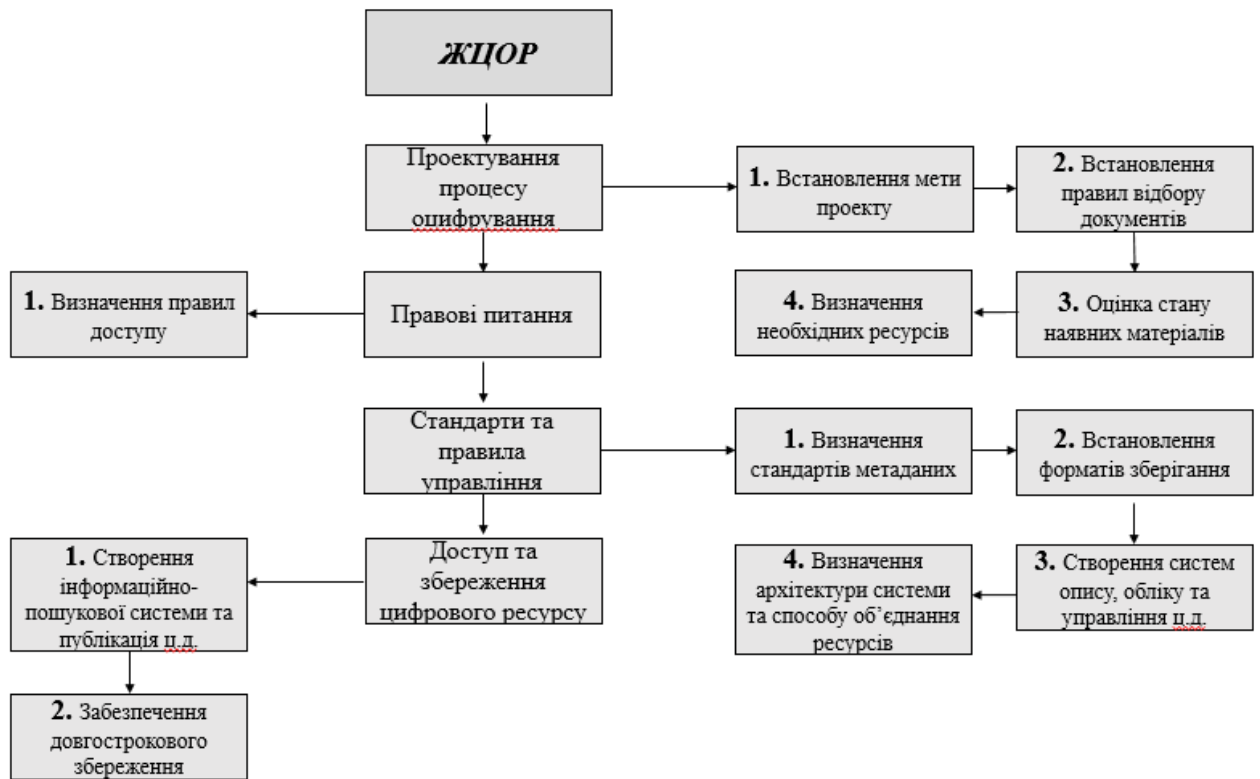 ЖЦОР
Проектування
процесу
оцифрування
1. Встановлення мети
проекту
2. Встановлення
правил відбору
документів
1. Визначення правил
доступу
Правові питання
4. Визначення
необхідних ресурсів
3. Оцінка стану
наявних матеріалів
Стандарти та
правила
управління
1. Визначення
стандартів метаданих
2. Встановлення
форматів зберігання
1. Створення
інформаційно-
пошукової системи та
публікація ц.д.
Доступ та
збереження
цифрового ресурсу
4. Визначення
архітектури системи
та способу об’єднання
ресурсів
3. Створення систем
опису, обліку та
управління ц.д.
2. Забезпечення
довгострокового
збереження